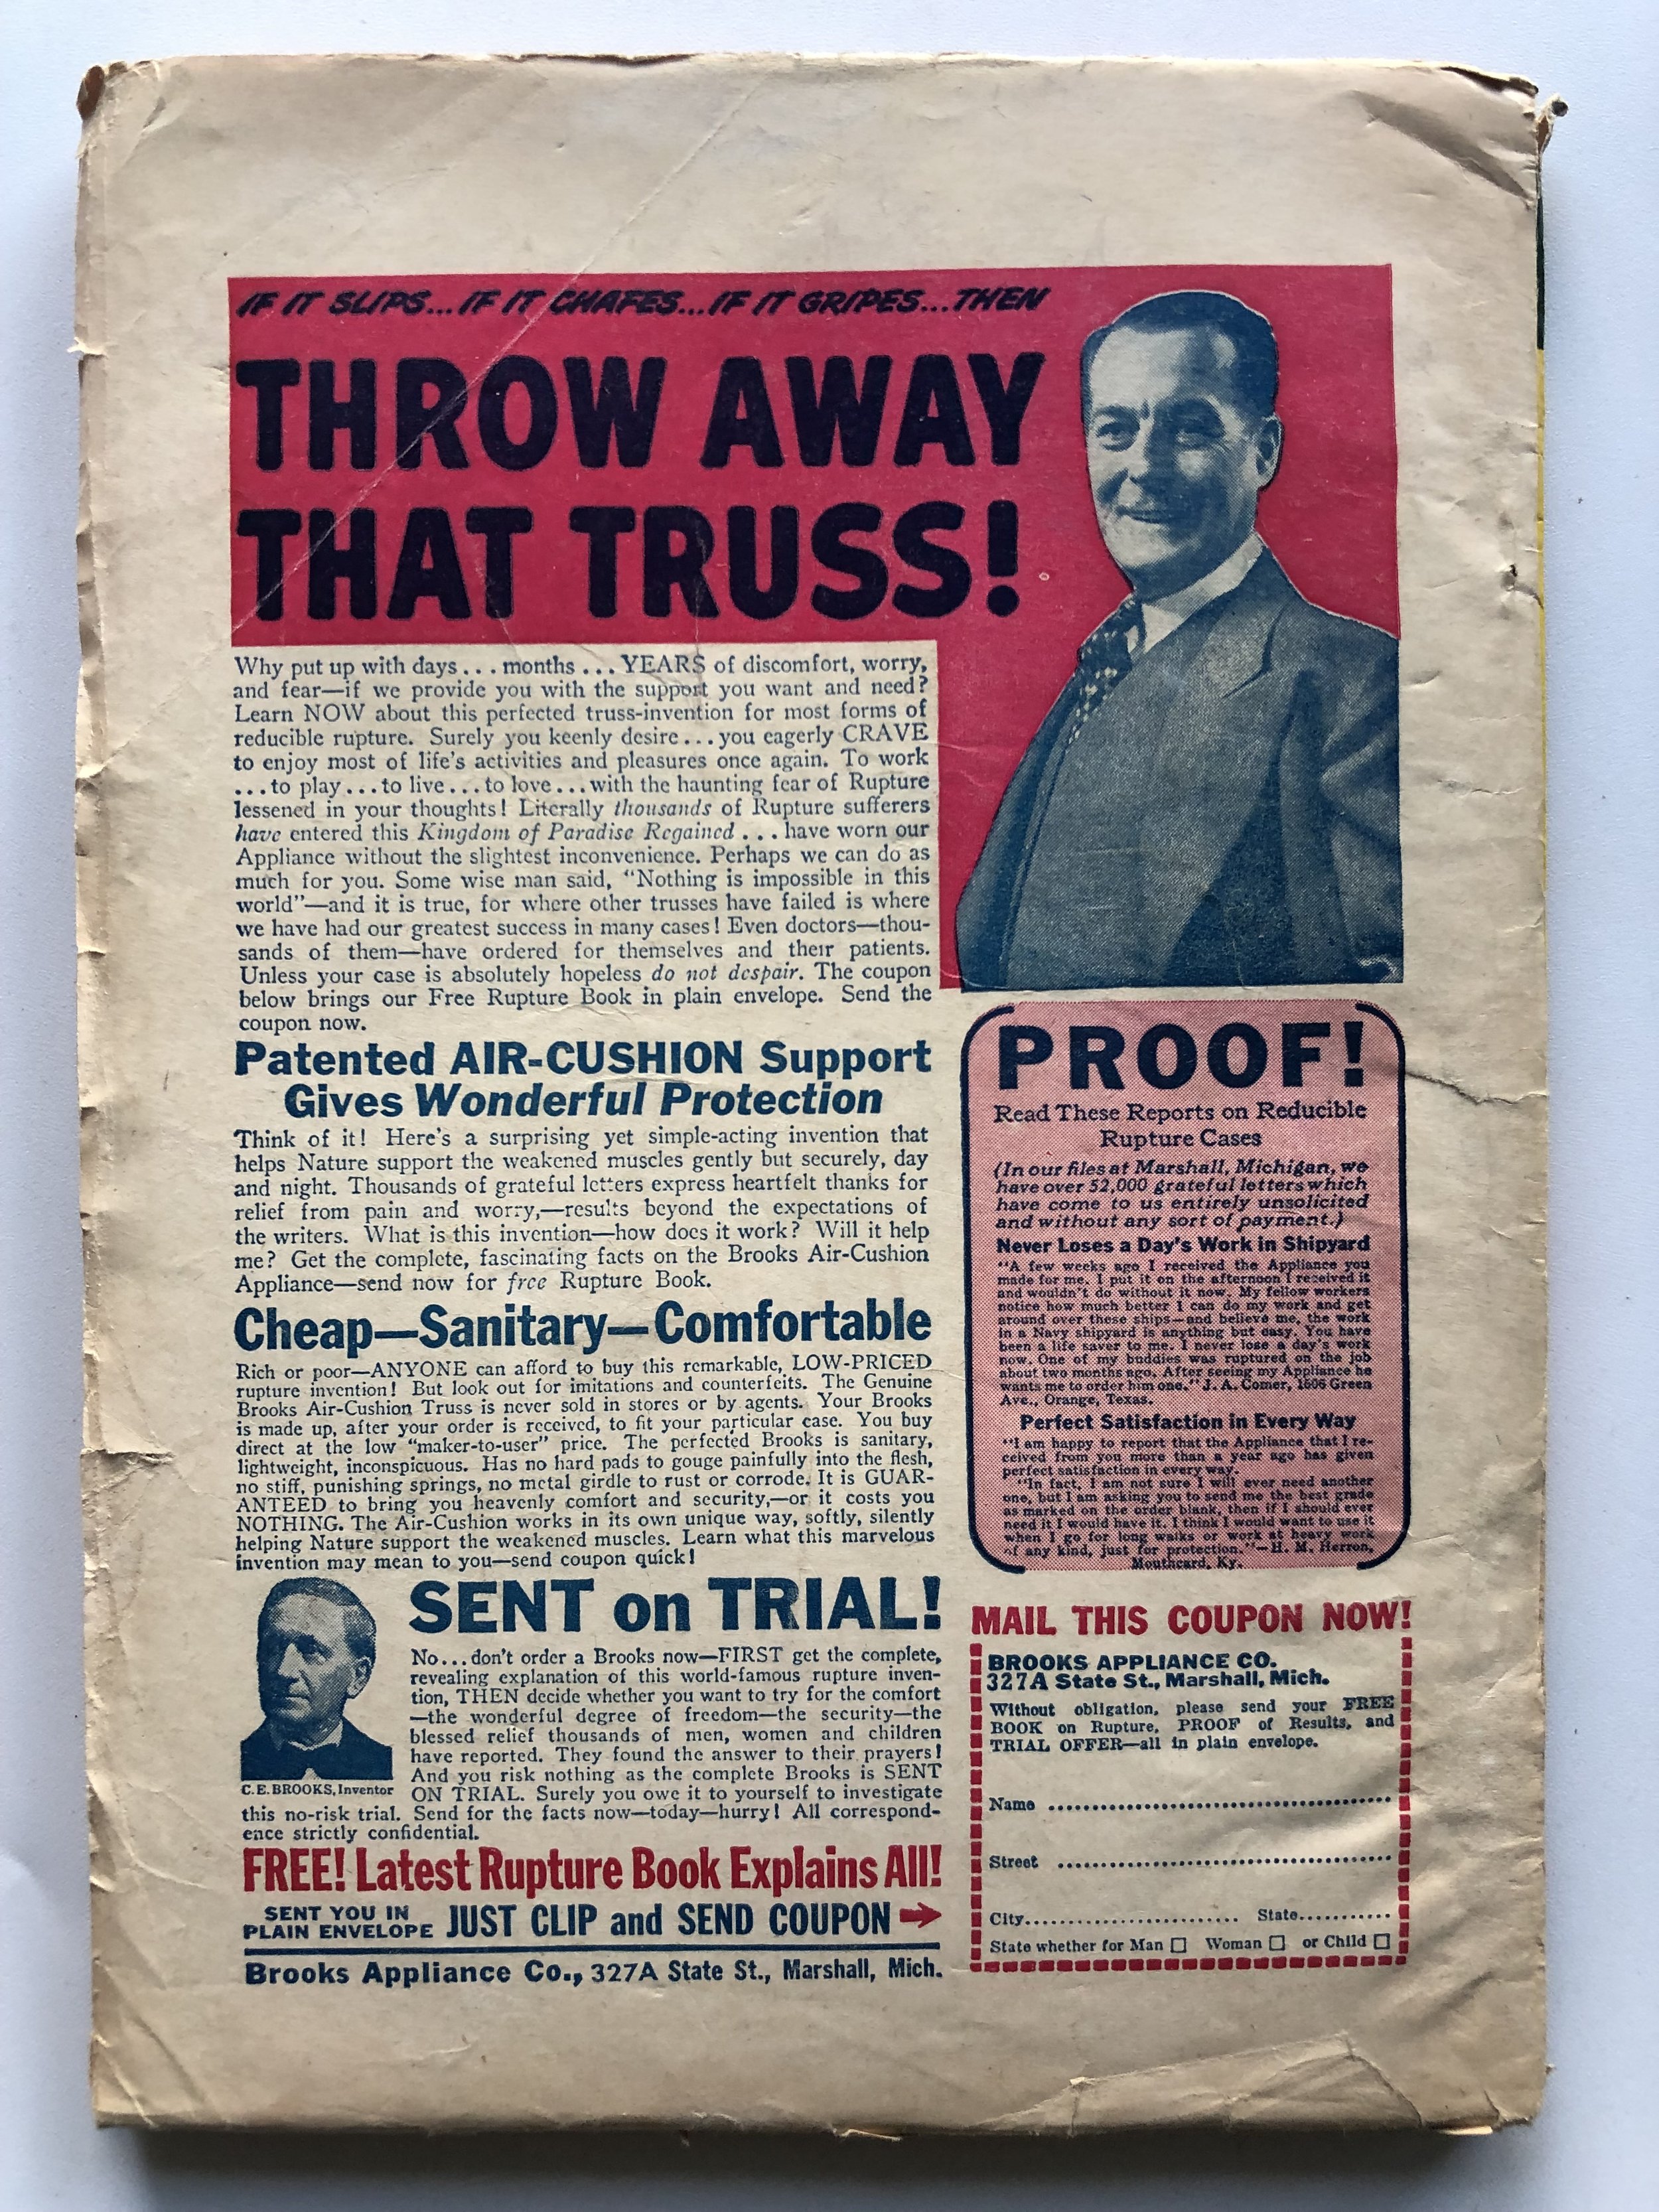 IF IT SLIPS...IF IT CHAFES...IF IT GRIPES...THEN
THROW AWAY
THAT TRUSS!
Why put up with days...months...YEARS of discomfort, worry,
and fear—if we provide you with the support you want and need?
Learn NOW about this perfected truss-invention for most forms of
reducible rupture. Surely you keenly desire...you eagerly CRAVE
to enjoy most of life's activities and pleasures once again. To work
...to play...to live...to love...with the haunting fear of Rupture
lessened in your thoughts! Literally thousands of Rupture sufferers
have entered this Kingdom of Paradise Regained...have worn our
Appliance without the slightest inconvenience. Perhaps we can do as
much for you. Some wise man said, "Nothing is impossible in this
world"—and it is true, for where other trusses have failed is where
we have had our greatest success in many cases! Even doctors—thou-
sands of them—have ordered for themselves and their patients.
Unless your case is absolutely hopeless do not despair. The coupon
below brings our Free Rupture Book in plain envelope. Send the
coupon now.
Patented AIR-CUSHION Support
Gives Wonderful Protection
Think of it! Here's a surprising yet simple-acting invention that
helps Nature support the weakened muscles gently but securely, day
and night. Thousands of grateful letters express heartfelt thanks for
relief from pain and worry,—results beyond the expectations of
the writers. What is this invention—how does it work? Will it help
me? Get the complete, fascinating facts on the Brooks Air-Cushion
Appliance—send now for free Rupture Book.
Cheap—Sanitary—Comfortable
Rich or poor—ANYONE can afford to buy this remarkable, LOW-PRICED
rupture invention! But look out for imitations and counterfeits. The Genuine
Brooks Air-Cushion Truss is never sold in stores or by agents. Your Brooks
is made up, after your order is received, to fit your particular case. You buy
direct at the low "maker-to-user" price. The perfected Brooks is sanitary,
lightweight, inconspicuous. Has no hard pads to gouge painfully into the flesh,
no stiff, punishing springs, no metal girdle to rust or corrode. It is GUAR-
ANTEED to bring you heavenly comfort and security,—or it costs you
NOTHING. The Air-Cushion works in its own unique way, softly, silently
helping Nature support the weakened muscles. Learn what this marvelous
invention may mean to you—send coupon quick!
SENT on TRIAL!
No...don't order a Brooks now—FIRST get the complete,
revealing explanation of this world-famous rupture inven-
tion, THEN decide whether you want to try for the comfort
—the wonderful degree of freedom—the security—the
blessed relief thousands of men, women and children
have reported. They found the answer to their prayers!
And you risk nothing as the complete Brooks is SENT
ON TRIAL. Surely you owe it to yourself to investigate
this no-risk trial. Send for the facts now—today—hurry! All correspond-
ence strictly confidential.
C.E. BROOKS, Inventor
FREE! Latest Rupture Book Explains All!
SENT YOU IN
PLAIN ENVELOPE
JUST CLIP and SEND COUPON
Brooks Appliance Co., 327A State St., Marshall, Mich.
PROOF!
Read These Reports on Reducible
Rupture Cases
(In our files at Marshall, Michigan, we
have over 52,000 grateful letters which
have come to us entirely unsolicited
and without any sort of payment.)
Never Loses a Day's Work in Shipyard
"A few weeks ago I received the Appliance you
made for me. I put it on the afternoon I received it
and wouldn't do without it now. My fellow workers
notice how much better I can do my work and get
around over these ships—and believe me, the work
in a Navy shipyard is anything but easy. You have
been a life saver to me. I never lose a day's work
now. One of my buddies was ruptured on the job
about two months ago. After seeing my Appliance he
wants me to order him one." J. A. Comer, 1506 Green
Ave., Orange, Texas.
Perfect Satisfaction in Every Way
"I am happy to report that the Appliance that I re-
ceived from you more than a year ago has given
perfect satisfaction in every way.
"In fact, I am not sure I will ever need another
one, but I am asking you to send me the best grade
as marked on the order blank, then if I should ever
need it I would have it. I think I would want to use it
when I go for long walks or work at heavy work
of any kind, just for protection."—H. M. Herron,
Mouthcard, Ky.
MAIL THIS COUPON NOW!
BROOKS APPLIANCE CO.
327A State St., Marshall, Mich.
Without obligation, please send your FREE
BOOK on Rupture, PROOF of Results, and
TRIAL OFFER—all in plain envelope.
Name
Street
City State
State whether for Man □ Woman □ or Child □